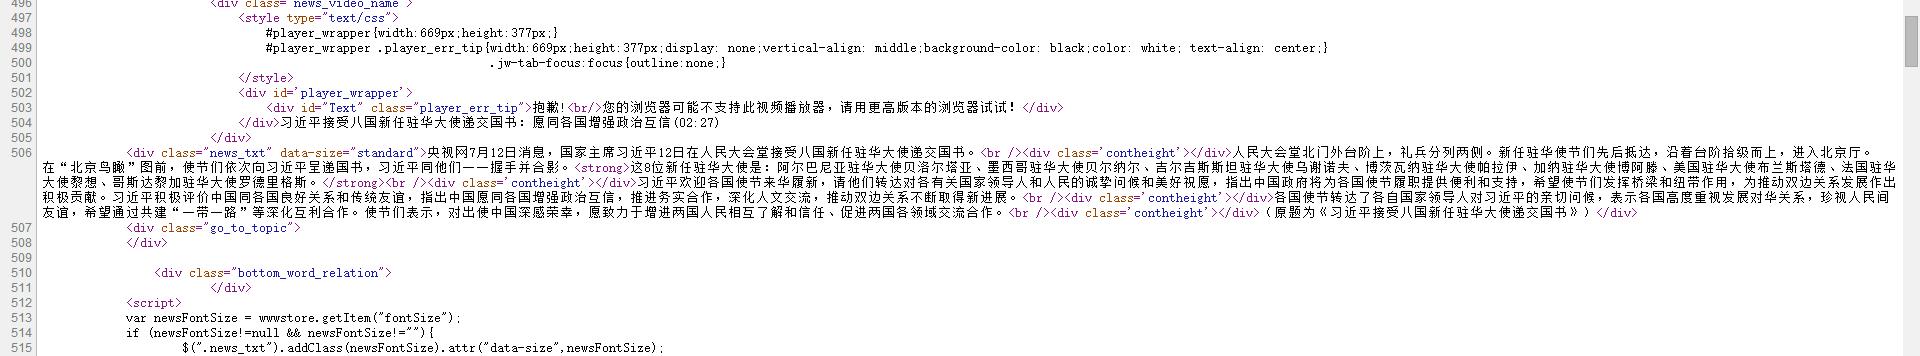 496 <div class="news_video_name">
497 <style type="text/css">
498 #player_wrapper{width:669px;height:377px;}
499 #player_wrapper .player_err_tip{width:669px;height:377px;display: none;vertical-align: middle;background-color: black;color: white; text-align: center;}
500 .jw-tab-focus:focus{outline:none;}
501 </style>
502 <div id='player_wrapper'>
503 <div id="Text" class="player_err_tip">抱歉!<br/>您的浏览器可能不支持此视频播放器，请用更高版本的浏览器试试！</div>
504 </div>习近平接受八国新任驻华大使递交国书：愿同各国增强政治互信(02:27)
505 </div>
506 <div class="news_txt" data-size="standard">央视网7月12日消息，国家主席习近平12日在人民大会堂接受八国新任驻华大使递交国书。<br /><div class='contheight'></div>人民大会堂北门外台阶上，礼兵分列两侧。新任驻华使节们先后抵达，沿着台阶拾级而上，进入北京厅。
在“北京鸟瞰”图前，使节们依次向习近平呈递国书，习近平同他们一一握手并合影。<strong>这8位新任驻华大使是：阿尔巴尼亚驻华大使贝洛尔塔亚、墨西哥驻华大使贝尔纳尔、吉尔吉斯斯坦驻华大使乌谢诺夫、博茨瓦纳驻华大使帕拉伊、加纳驻华大使博阿滕、美国驻华大使布兰斯塔德、法国驻华
大使黎想、哥斯达黎加驻华大使罗德里格斯。</strong><br /><div class='contheight'></div>习近平欢迎各国使节来华履新，请他们转达对各有关国家领导人和人民的诚挚问候和美好祝愿，指出中国政府将为各国使节履职提供便利和支持，希望使节们发挥桥梁和纽带作用，为推动双边关系发展作出
积极贡献。习近平积极评价中国同各国良好关系和传统友谊，指出中国愿同各国增强政治互信，推进务实合作，深化人文交流，推动双边关系不断取得新进展。<br /><div class='contheight'></div>各国使节转达了各自国家领导人对习近平的亲切问候，表示各国高度重视发展对华关系，珍视人民间
友谊，希望通过共建“一带一路”等深化互利合作。使节们表示，对出使中国深感荣幸，愿致力于增进两国人民相互了解和信任、促进两国各领域交流合作。<br /><div class='contheight'></div>（原题为《习近平接受八国新任驻华大使递交国书》）</div>
507 <div class="go_to_topic">
508 </div>
509
510 <div class="bottom_word_relation">
511 </div>
512 <script>
513 var newsFontSize = wwwstore.getItem("fontSize");
514 if (newsFontSize!=null && newsFontSize!=""){
515 $(".news_txt").addClass(newsFontSize).attr("data-size",newsFontSize);